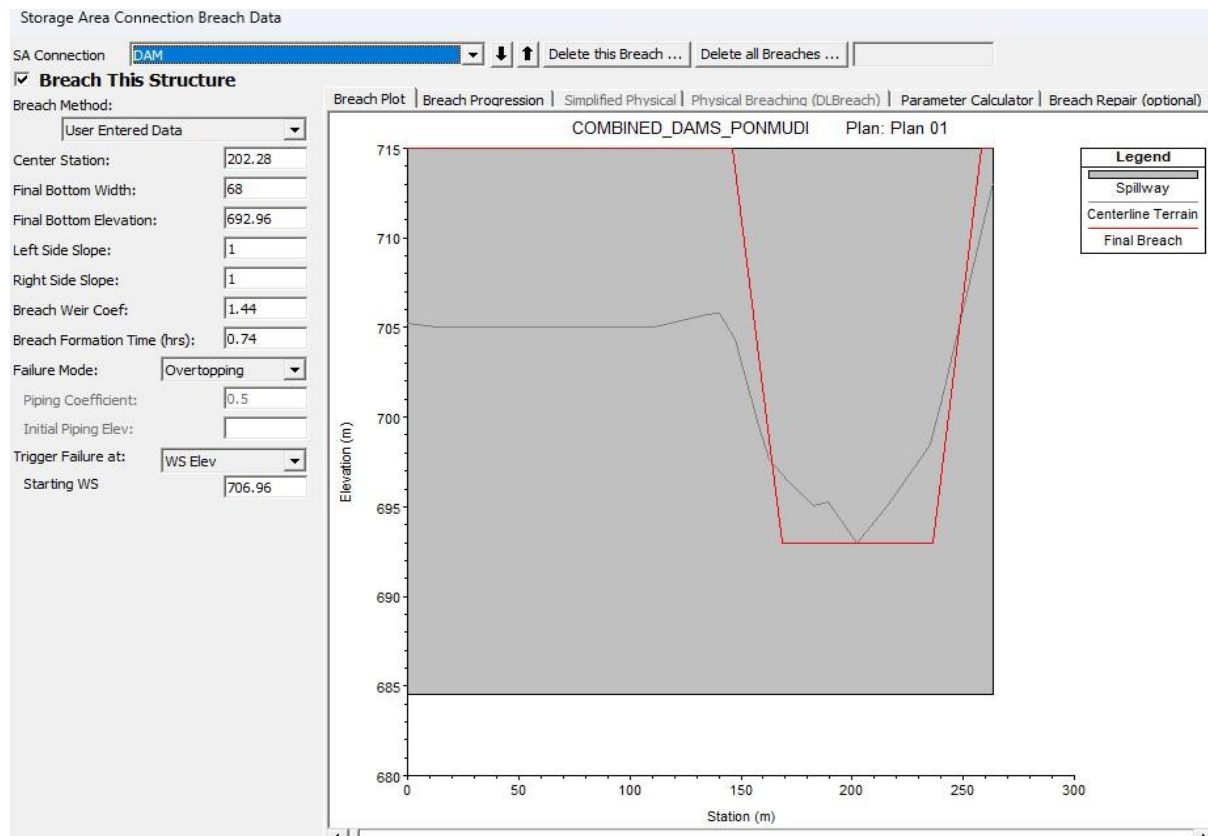 Storage Area Connection Breach Data
SA Connection DAM Delete this Breach ... Delete all Breaches ...
Breach This Structure
Breach Method:
User Entered Data
Center Station: 202.28
Final Bottom Width: 68
Final Bottom Elevation: 692.96
Left Side Slope: 1
Right Side Slope: 1
Breach Weir Coef: 1.44
Breach Formation Time (hrs): 0.74
Failure Mode: Overtopping
Piping Coefficient: 0.5
Initial Piping Elev:
Trigger Failure at: WS Elev
Starting WS 706.96
Breach Plot Breach Progression Simplified Physical Physical Breaching (DLBreach) Parameter Calculator Breach Repair (optional)
COMBINED_DAMS_PONMUDI Plan: Plan 01
Legend
Spillway
Centerline Terrain
Final Breach
Elevation (m)
715
710
705
700
695
690
685
680
0 50 100 150 200 250 300
Station (m)